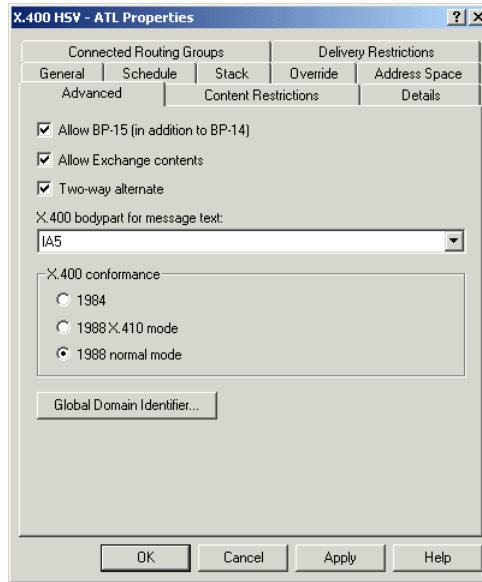 X.400 HSV - ATL Properties
Connected Routing Groups Delivery Restrictions
General Schedule Stack Override Address Space
Advanced Content Restrictions Details
Allow BP-15 (in addition to BP-14)
Allow Exchange contents
Two-way alternate
X.400 bodypart for message text:
IA5
X.400 conformance
1984
1988 X.410 mode
1988 normal mode
Global Domain Identifier...
OK Cancel Apply Help